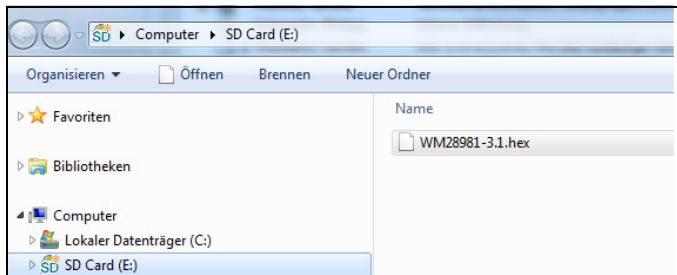 Computer ▸ SD Card (E:)
Organisieren Öffnen Brennen Neuer Ordner
Name
Favoriten
WM28981-3.1.hex
Bibliotheken
Computer
Lokaler Datenträger (C:)
SD Card (E:)